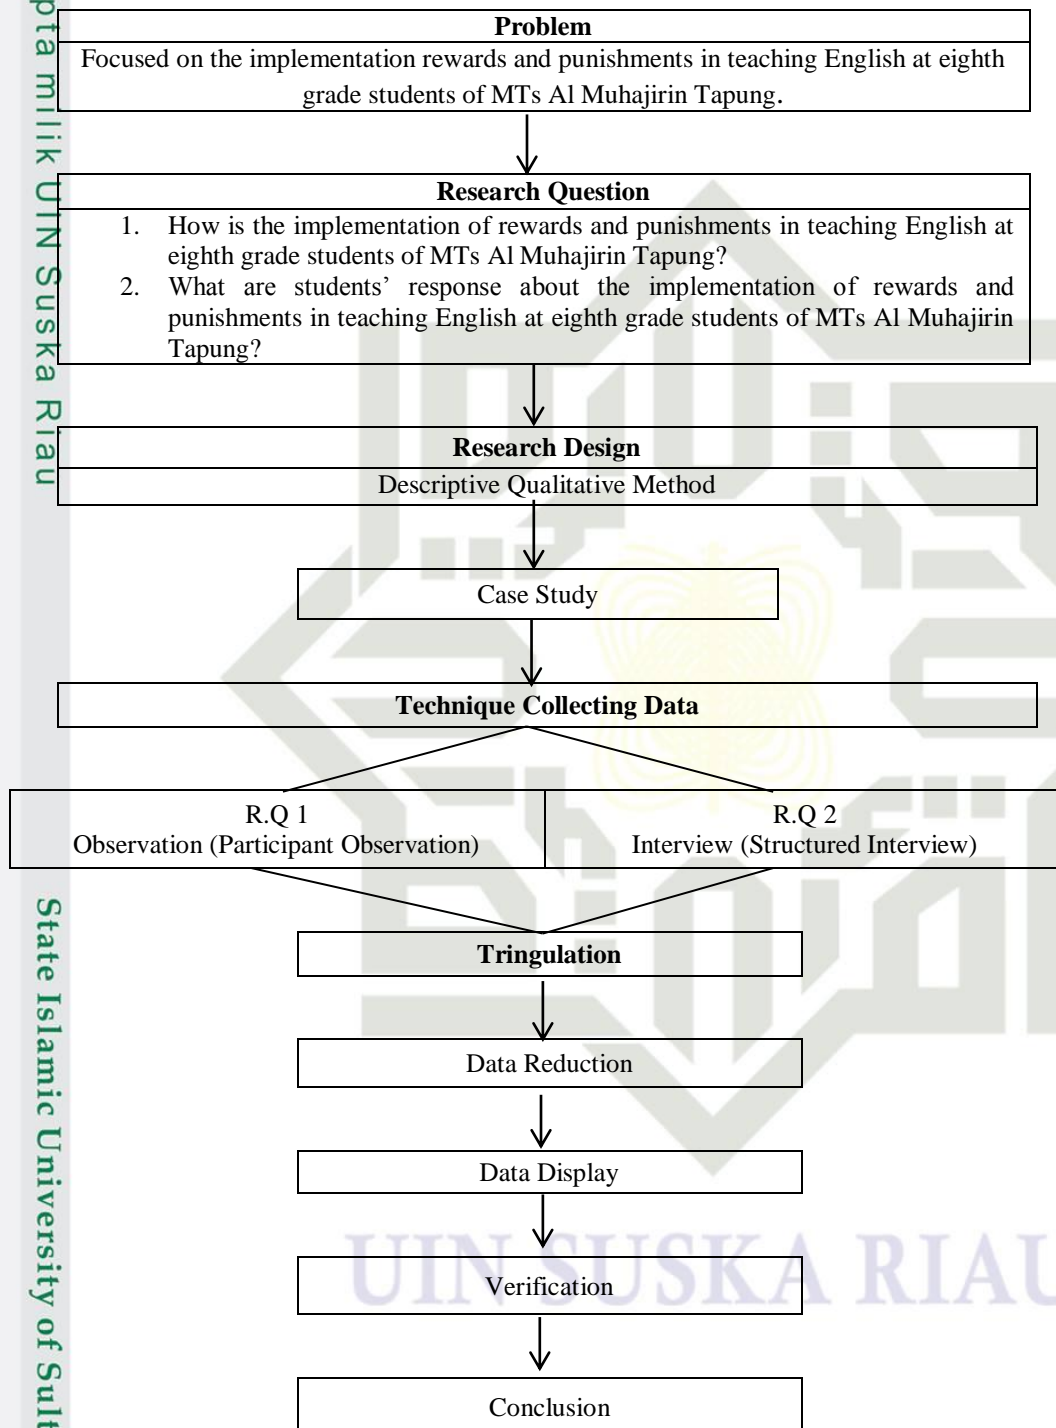 Problem
Focused on the implementation rewards and punishments in teaching English at eighth
grade students of MTs Al Muhajirin Tapung.
Research Question
1. How is the implementation of rewards and punishments in teaching English at
eighth grade students of MTs Al Muhajirin Tapung?
2. What are students’ response about the implementation of rewards and
punishments in teaching English at eighth grade students of MTs Al Muhajirin
Tapung?
Research Design
Descriptive Qualitative Method
Case Study
Technique Collecting Data
R.Q 1
Observation (Participant Observation)
R.Q 2
Interview (Structured Interview)
Tringulation
Data Reduction
Data Display
Verification
Conclusion
milik UIN Suska Riau
State Islamic University of
UIN SUSKA RIAU